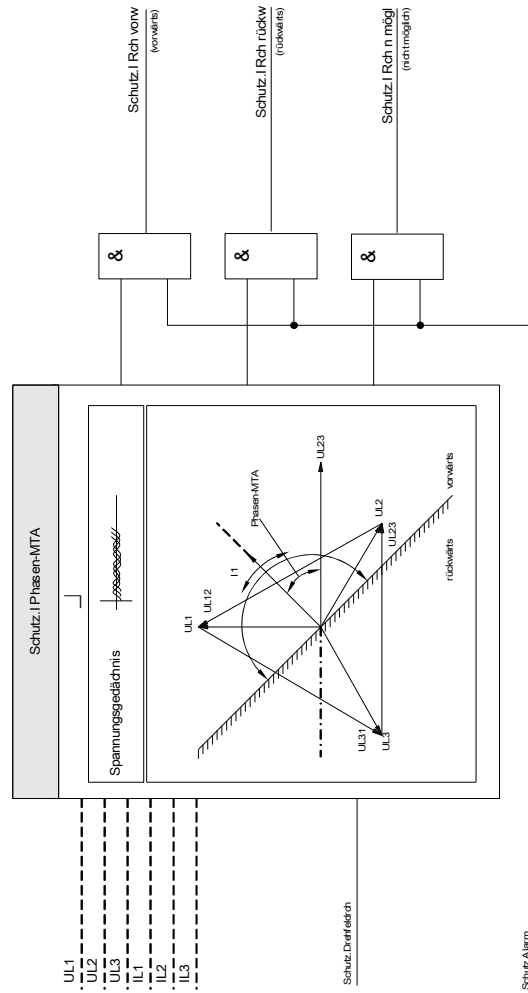 Schutz.I Phasen-MTA
UL1
UL2
UL3
IL1
IL2
IL3
Spannungsgedächnis
UL1
UL12
I1
Phasen-MTA
UL23
UL2
UL23
UL31
UL3
vorwärts
rückwärts
&
&
&
Schutz.I Rch vorw
(vorwärts)
Schutz.I Rch rückw
(rückwärts)
Schutz.I Rch n mögl
(nicht möglich)
Schutz.Drehfeldrch
Schutz.Alarm